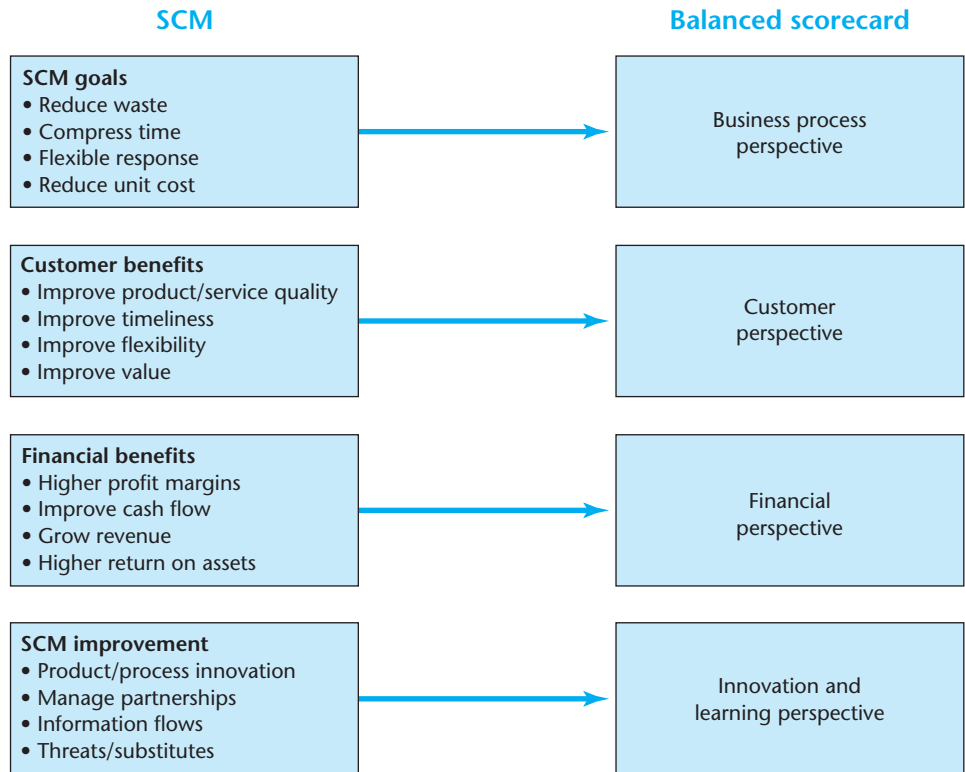 SCM
Balanced scorecard
SCM goals
• Reduce waste
• Compress time
• Flexible response
• Reduce unit cost
Business process
perspective
Customer benefits
• Improve product/service quality
• Improve timeliness
• Improve flexibility
• Improve value
Customer
perspective
Financial benefits
• Higher profit margins
• Improve cash flow
• Grow revenue
• Higher return on assets
Financial
perspective
SCM improvement
• Product/process innovation
• Manage partnerships
• Information flows
• Threats/substitutes
Innovation and
learning perspective